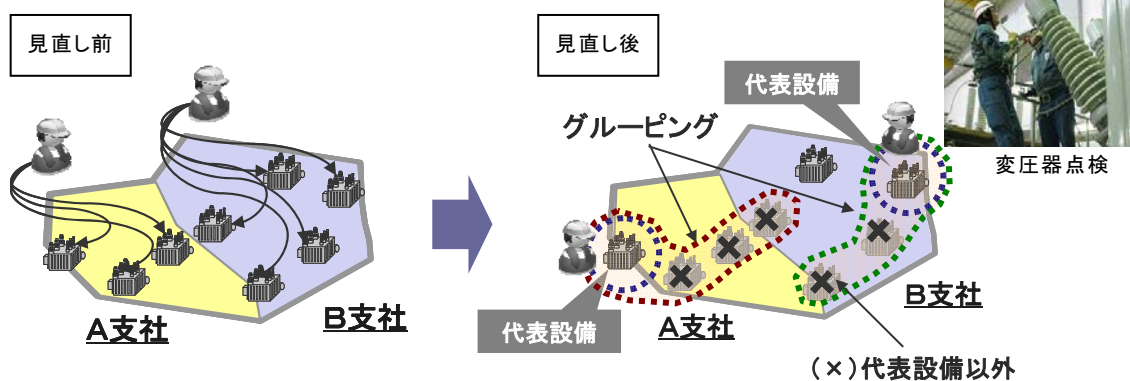 見直し前
A支社
B支社
見直し後
代表設備
グルーピング
変圧器点検
代表設備
A支社
B支社
(×)代表設備以外